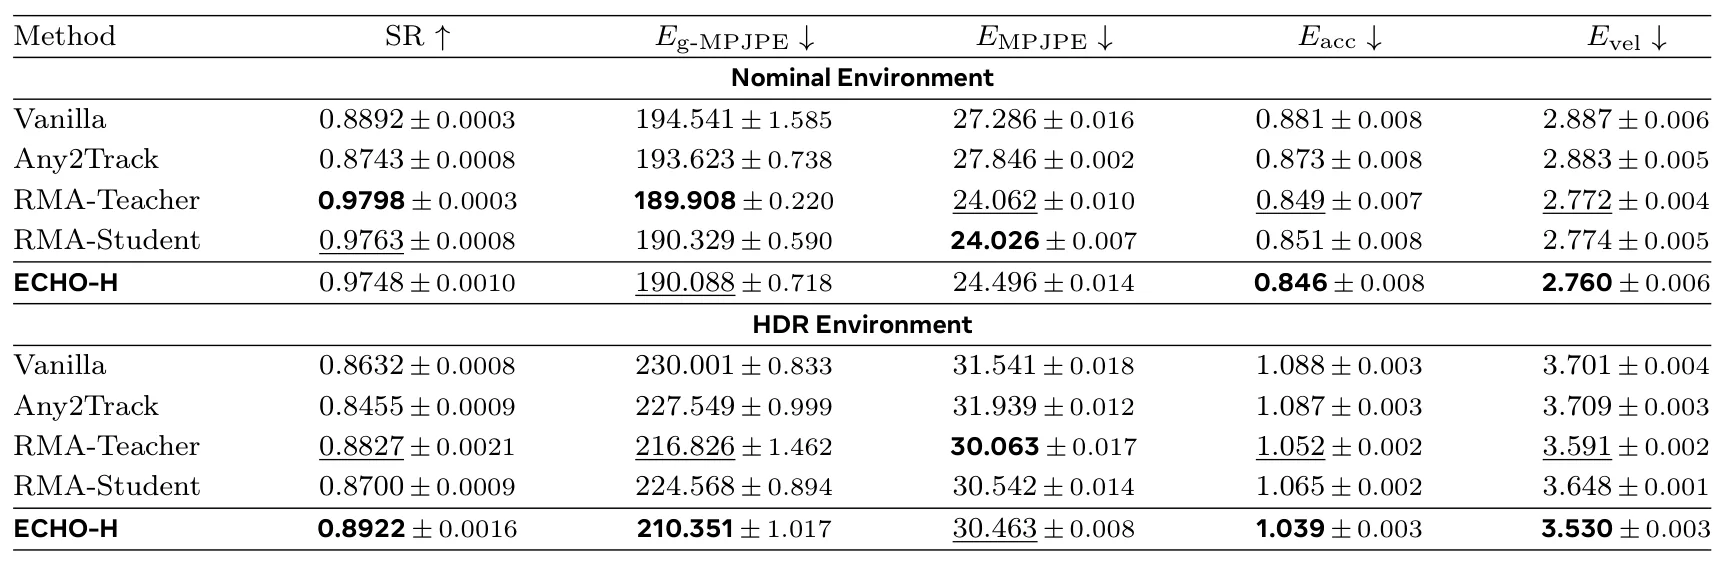 Method SR ↑ E_g-MPJPE ↓ E_MPJPE ↓ E_acc ↓ E_vel ↓
Nominal Environment
Vanilla 0.8892 ± 0.0003 194.541 ± 1.585 27.286 ± 0.016 0.881 ± 0.008 2.887 ± 0.006
Any2Track 0.8743 ± 0.0008 193.623 ± 0.738 27.846 ± 0.002 0.873 ± 0.008 2.883 ± 0.005
RMA-Teacher 0.9798 ± 0.0003 189.908 ± 0.220 24.062 ± 0.010 0.849 ± 0.007 2.772 ± 0.004
RMA-Student 0.9763 ± 0.0008 190.329 ± 0.590 24.026 ± 0.007 0.851 ± 0.008 2.774 ± 0.005
ECHO-H 0.9748 ± 0.0010 190.088 ± 0.718 24.496 ± 0.014 0.846 ± 0.008 2.760 ± 0.006
HDR Environment
Vanilla 0.8632 ± 0.0008 230.001 ± 0.833 31.541 ± 0.018 1.088 ± 0.003 3.701 ± 0.004
Any2Track 0.8455 ± 0.0009 227.549 ± 0.999 31.939 ± 0.012 1.087 ± 0.003 3.709 ± 0.003
RMA-Teacher 0.8827 ± 0.0021 216.826 ± 1.462 30.063 ± 0.017 1.052 ± 0.002 3.591 ± 0.002
RMA-Student 0.8700 ± 0.0009 224.568 ± 0.894 30.542 ± 0.014 1.065 ± 0.002 3.648 ± 0.001
ECHO-H 0.8922 ± 0.0016 210.351 ± 1.017 30.463 ± 0.008 1.039 ± 0.003 3.530 ± 0.003